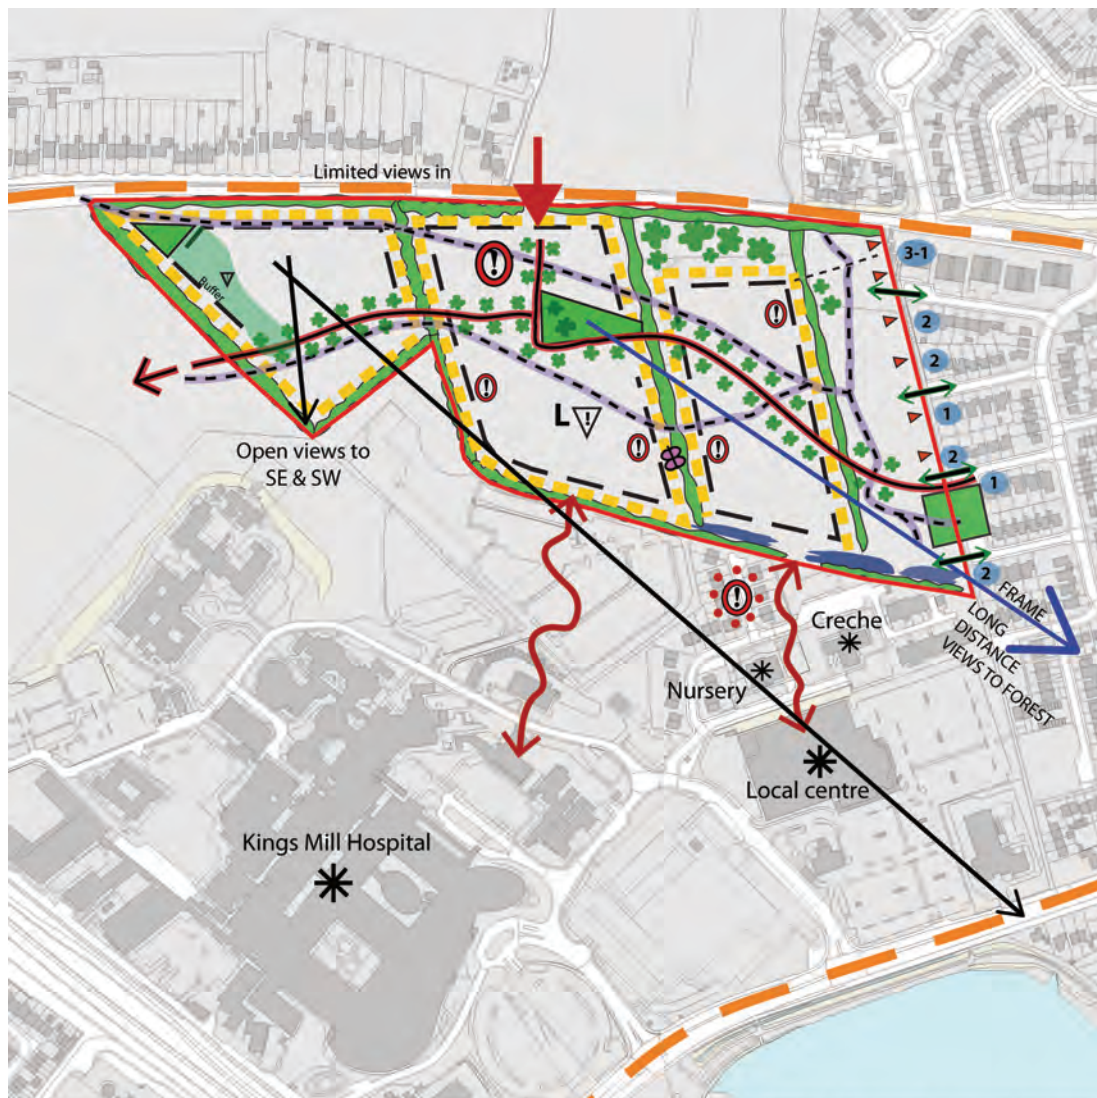 Limited views in
3-1
Buffer
2
2
1
L
!
Open views to
SE & SW
2
1
2
FRAME
LONG
DISTANCE
VIEWS TO FOREST
Creche
Nursery
Local centre
Kings Mill Hospital